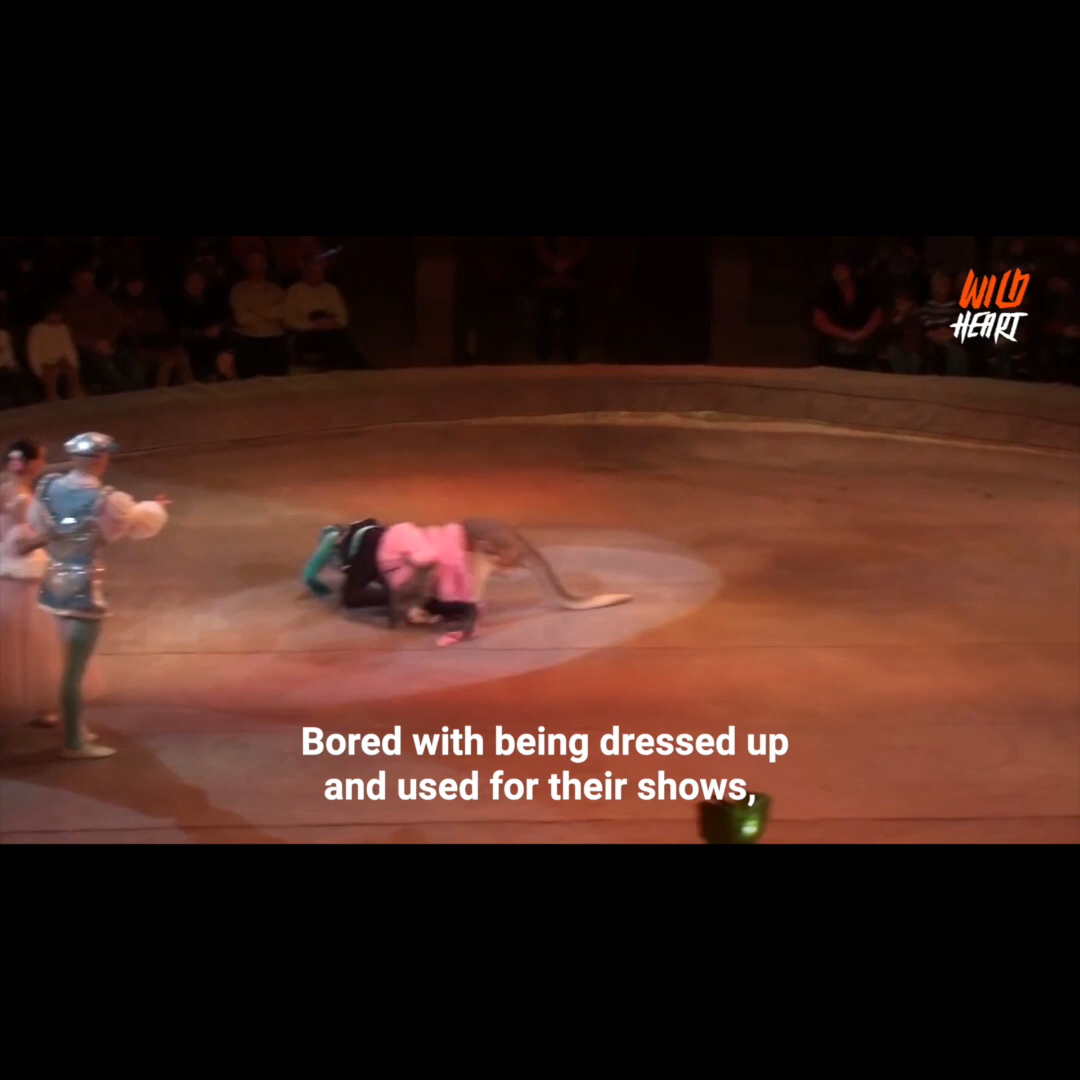 WILD
HEART
Bored with being dressed up
and used for their shows,